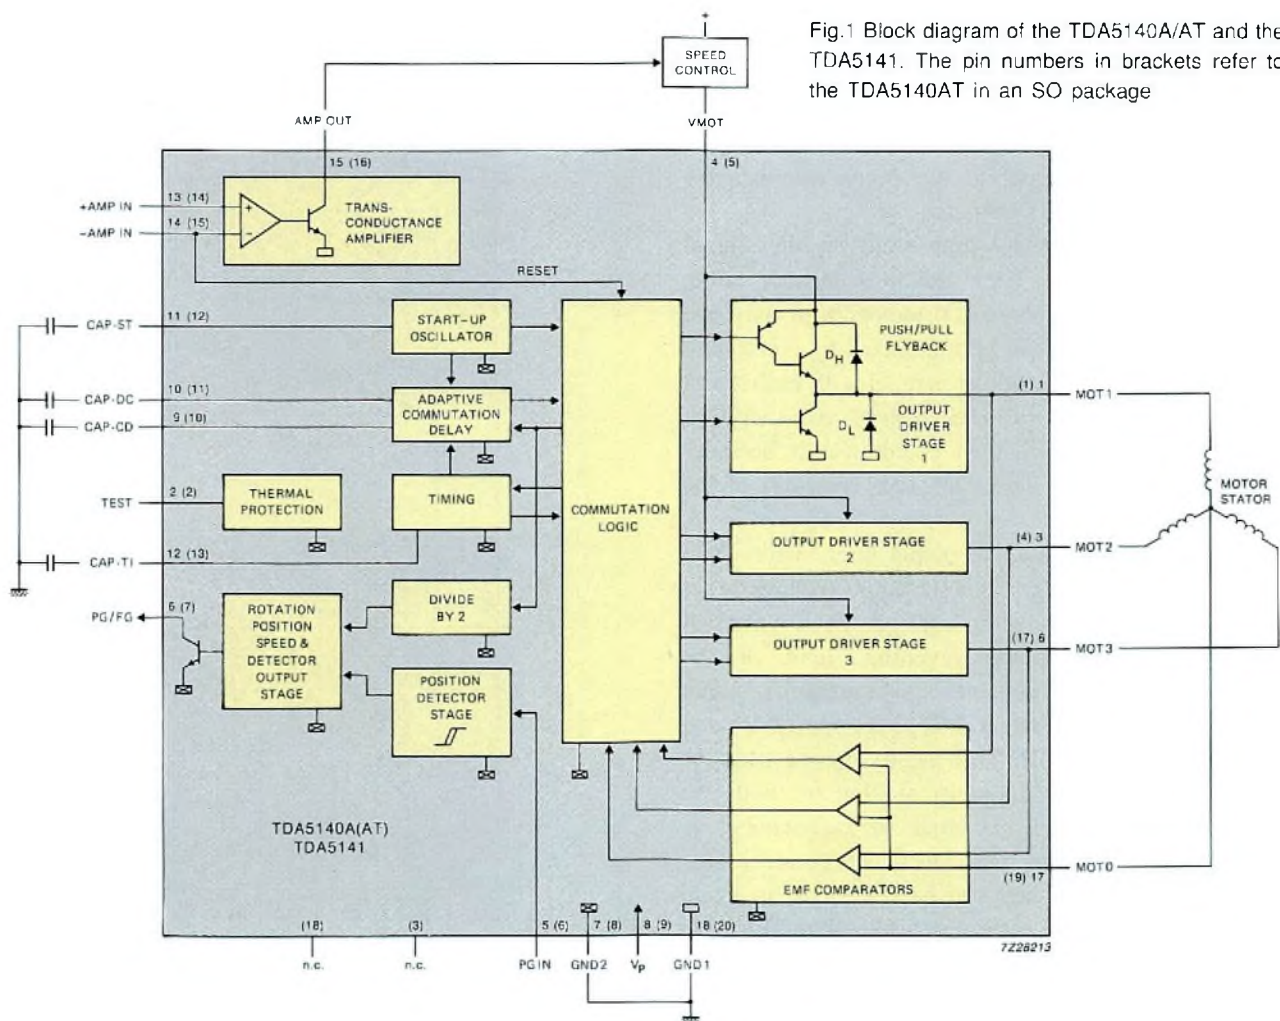 Fig.1 Block diagram of the TDA5140A/AT and the
TDA5141. The pin numbers in brackets refer to
the TDA5140AT in an SO package
+
SPEED
CONTROL
AMP OUT
VMOT
15 (16)
4 (5)
+AMP IN
13 (14)
−AMP IN
14 (15)
+
−
TRANS-
CONDUCTANCE
AMPLIFIER
RESET
CAP-ST
11 (12)
START-UP
OSCILLATOR
CAP-DC
10 (11)
CAP-CD
9 (10)
ADAPTIVE
COMMUTATION
DELAY
TEST
2 (2)
THERMAL
PROTECTION
TIMING
CAP-TI
12 (13)
COMMUTATION
LOGIC
PUSH/PULL
FLYBACK
DH
DL
OUTPUT
DRIVER
STAGE
1
(1) 1
MOT1
MOTOR
STATOR
OUTPUT DRIVER STAGE
2
(4) 3
MOT2
OUTPUT DRIVER STAGE
3
(17) 6
MOT3
PG/FG
6 (7)
ROTATION
POSITION
SPEED &
DETECTOR
OUTPUT
STAGE
DIVIDE
BY 2
POSITION
DETECTOR
STAGE
EMF COMPARATORS
(19) 17
MOT0
TDA5140A(AT)
TDA5141
(18)
n.c.
(3)
n.c.
5 (6)
PG IN
7 (8)
GND2
8 (9)
Vp
18 (20)
GND1
7Z28213